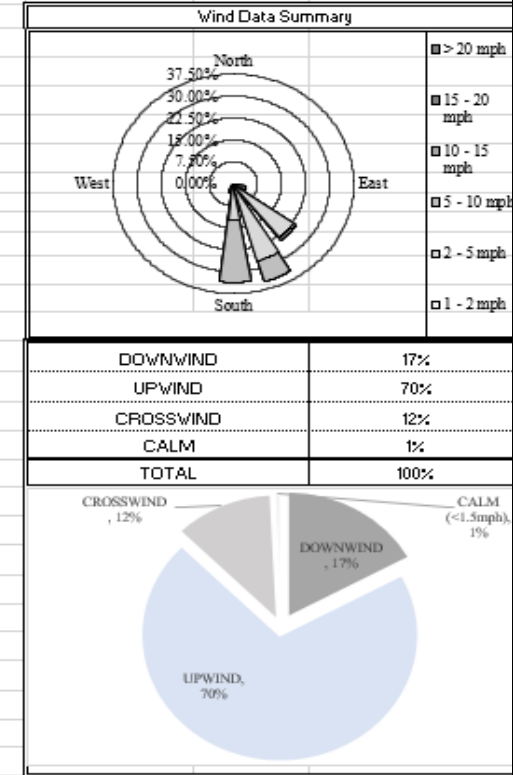 Wind Data Summary
North
37.50%
30.00%
22.50%
15.00%
7.50%
0.00%
West
East
South
> 20 mph
15 - 20
mph
10 - 15
mph
5 - 10 mph
2 - 5 mph
1 - 2 mph
DOWNWIND 17%
UPWIND 70%
CROSSWIND 12%
CALM 1%
TOTAL 100%
CROSSWIND
, 12%
CALM
(<1.5mph),
1%
DOWNWIND
, 17%
UPWIND,
70%